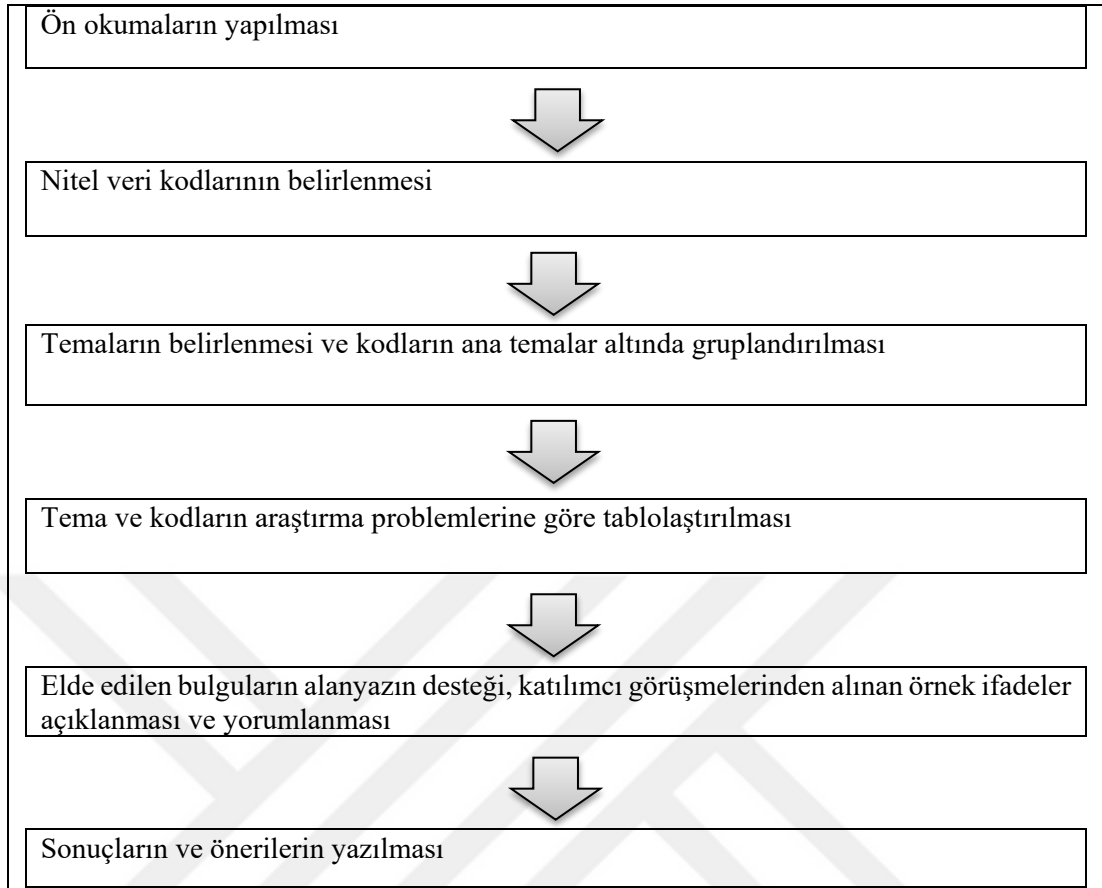 Ön okumaların yapılması
Nitel veri kodlarının belirlenmesi
Temaların belirlenmesi ve kodların ana temalar altında gruplandırılması
Tema ve kodların araştırma problemlerine göre tablolaştırılması
Elde edilen bulguların alanyazın desteği, katılımcı görüşmelerinden alınan örnek ifadeler
açıklanması ve yorumlanması
Sonuçların ve önerilerin yazılması